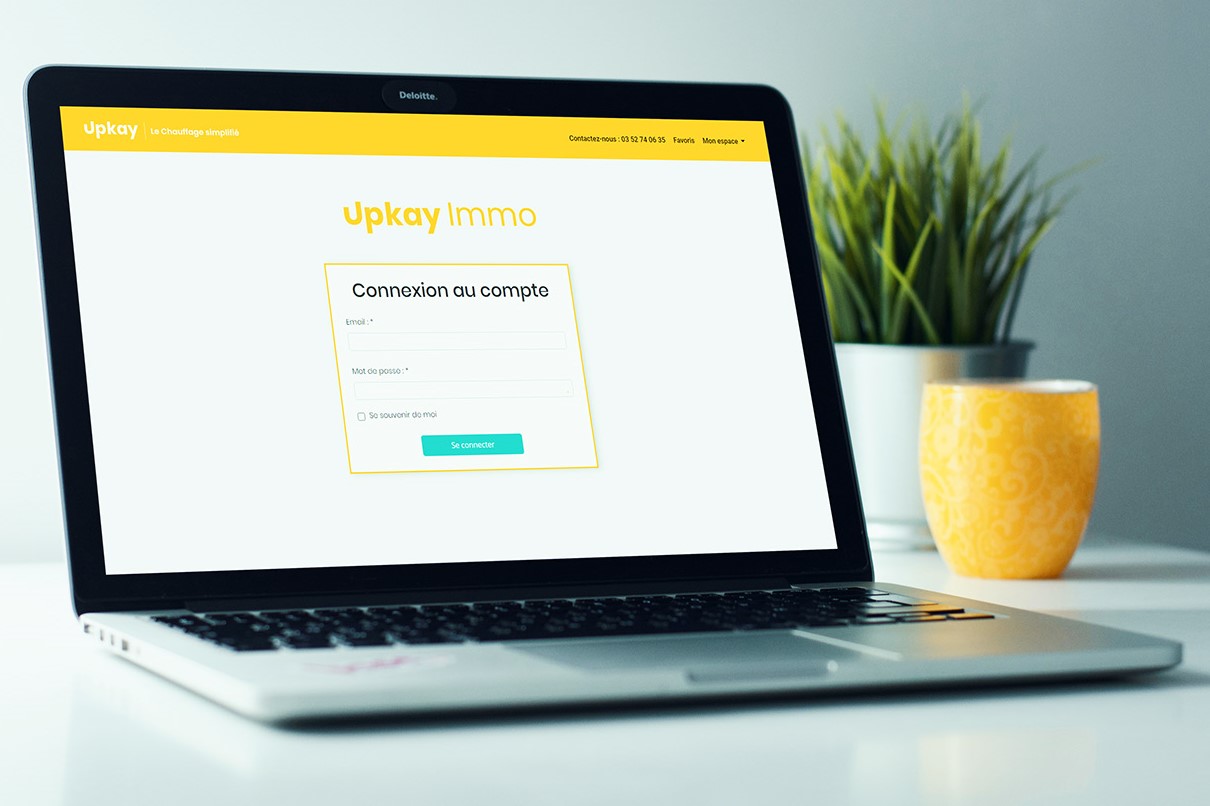 Deloitte.
Upkay | Le Chauffage simplifié
Contactez-nous : 03 52 74 06 35 Favoris Mon espace
Upkay Immo
Connexion au compte
Email : *
Mot de passe : *
Se souvenir de moi
Se connecter